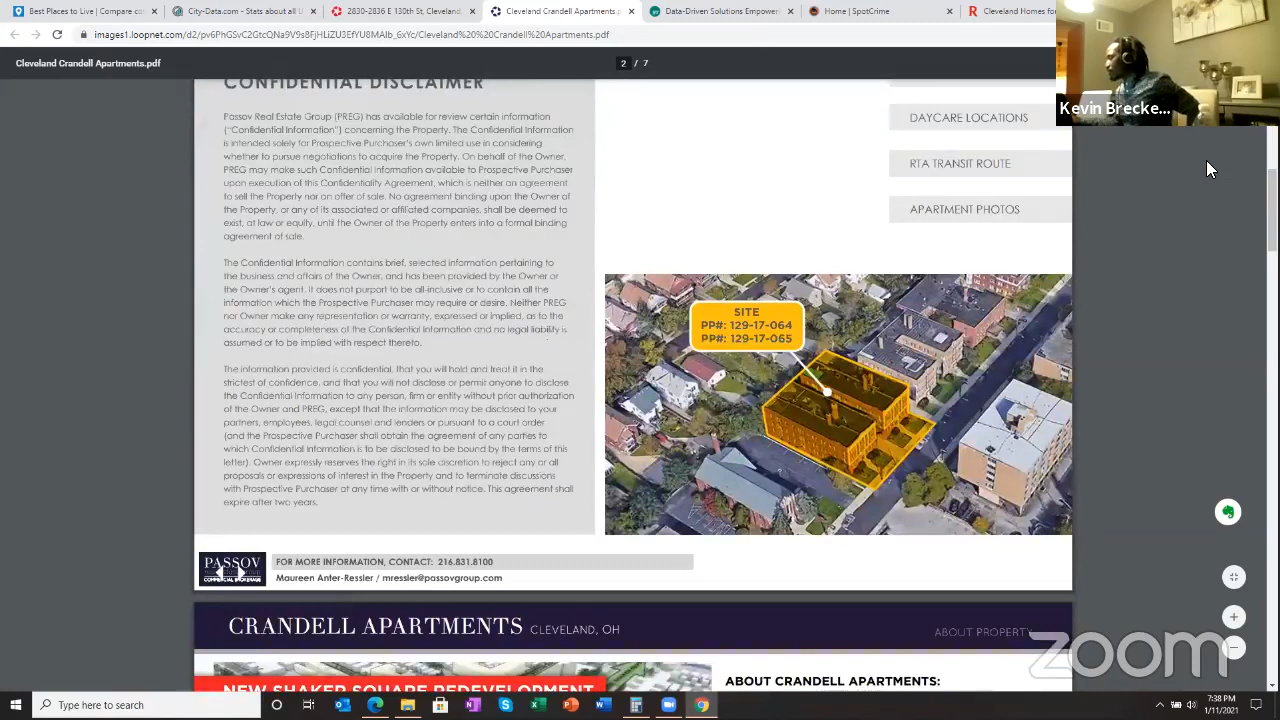 Best Places to Live | Compare co
City-Data.com - Stats about all U
2830-2836 E 130th St, Cleveland,
Cleveland Crandell Apartments.p
Data-Driven Solutions Empowers
Home | SpotCrime
Cleveland Homes fo
images1.loopnet.com/d2/pv6PhGSvC2GtcQNa9V9s8FjHLiZU3EfYU8MAlb_6xYc/Cleveland%20%20Crandell%20Apartments.pdf
Cleveland Crandell Apartments.pdf
2 / 7
Kevin Brecke...
CONFIDENTIAL DISCLAIMER
Passov Real Estate Group (PREG) has available for review certain information
("Confidential Information") concerning the Property. The Confidential Information
is intended solely for Prospective Purchaser's own limited use in considering
whether to pursue negotiations to acquire the Property. On behalf of the Owner,
PREG may make such Confidential Information available to Prospective Purchaser
upon execution of this Confidentiality Agreement, which is neither an agreement
to sell the Property nor an offer of sale. No agreement binding upon the Owner of
the Property, or any of its associated or affiliated companies, shall be deemed to
exist, at law or equity, until the Owner of the Property enters into a formal binding
agreement of sale.
The Confidential Information contains brief, selected information pertaining to
the business and affairs of the Owner, and has been provided by the Owner or
the Owner's agent. It does not purport to be all-inclusive or to contain all the
information which the Prospective Purchaser may require or desire. Neither PREG
nor Owner make any representation or warranty, expressed or implied, as to the
accuracy or completeness of the Confidential Information and no legal liability is
assumed or to be implied with respect thereto.
The information provided is confidential, that you will hold and treat it in the
strictest of confidence, and that you will not disclose or permit anyone to disclose
the Confidential Information to any person, firm or entity without prior authorization
of the Owner and PREG, except that the information may be disclosed to your
partners, employees, legal counsel and lenders or pursuant to a court order
(and the Prospective Purchaser shall obtain the agreement of any parties to
which Confidential Information is to be disclosed to be bound by the terms of this
letter). Owner expressly reserves the right in its sole discretion to reject any or all
proposals or expressions of interest in the Property and to terminate discussions
with Prospective Purchaser at any time with or without notice. This agreement shall
expire after two years.
DAYCARE LOCATIONS
RTA TRANSIT ROUTE
APARTMENT PHOTOS
SITE
PP#: 129-17-064
PP#: 129-17-065
PASSOV
COMMERCIAL BROKERAGE
FOR MORE INFORMATION, CONTACT: 216.831.8100
Maureen Anter-Ressler / mressler@passovgroup.com
CRANDELL APARTMENTS CLEVELAND, OH
ABOUT PROPERTY
NEW SHAKER SQUARE REDEVELOPMENT
ABOUT CRANDELL APARTMENTS:
zoom
Type here to search
7:38 PM
1/11/2021